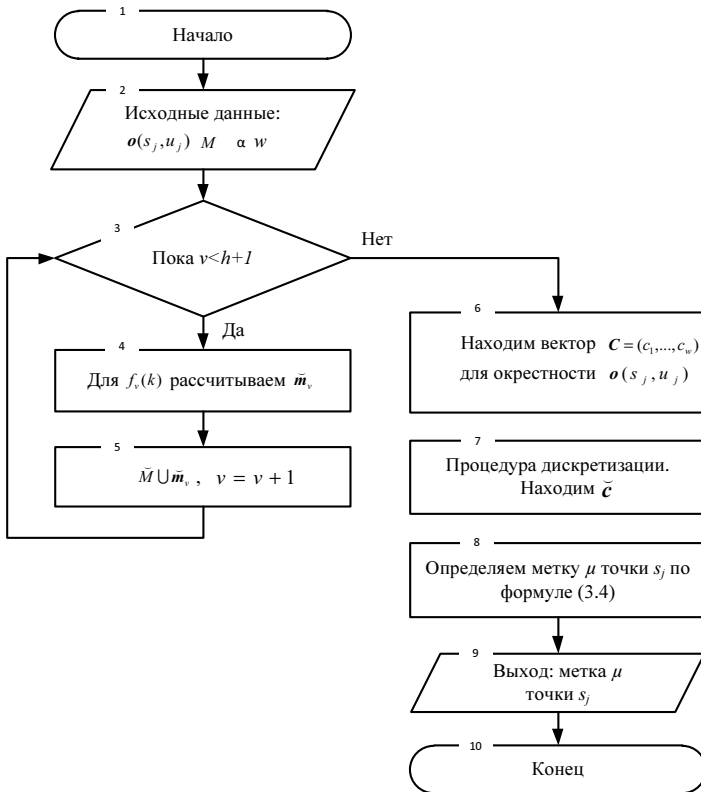 1
Начало
2
Исходные данные:
o(s_j,u_j) M α w
3
Пока v<h+1
Нет
Да
4
Для f_v(k) рассчитываем m̆_v
5
M̆ ⋃ m̆_v , v = v + 1
6
Находим вектор C = (c_1,...,c_w)
для окрестности o(s_j,u_j)
7
Процедура дискретизации.
Находим c̆
8
Определяем метку μ точки s_j по
формуле (3.4)
9
Выход: метка μ
точки s_j
10
Конец